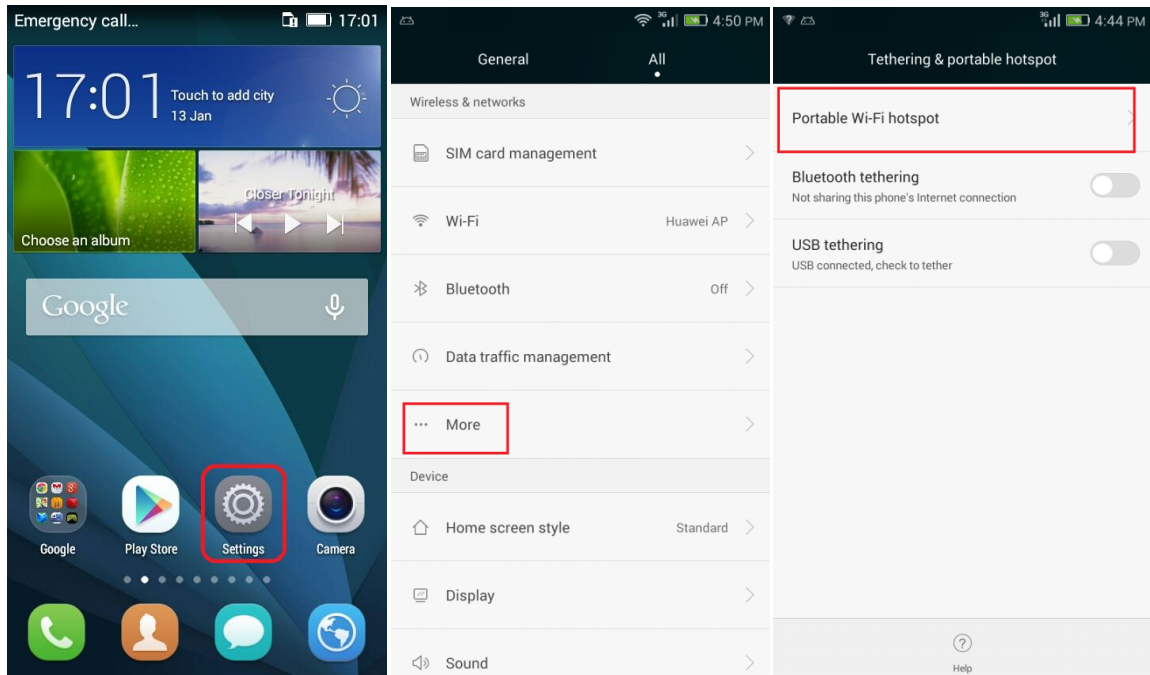 Emergency call... 17:01
17:01
Touch to add city
13 Jan
Closer Tonight
Choose an album
Google
Google
Play Store
Settings
Camera
3G 4:50 PM
General
All
Wireless & networks
SIM card management
Wi-Fi
Huawei AP
Bluetooth
Off
Data traffic management
More
Device
Home screen style
Standard
Display
Sound
3G 4:44 PM
Tethering & portable hotspot
Portable Wi-Fi hotspot
Bluetooth tethering
Not sharing this phone's Internet connection
USB tethering
USB connected, check to tether
Help